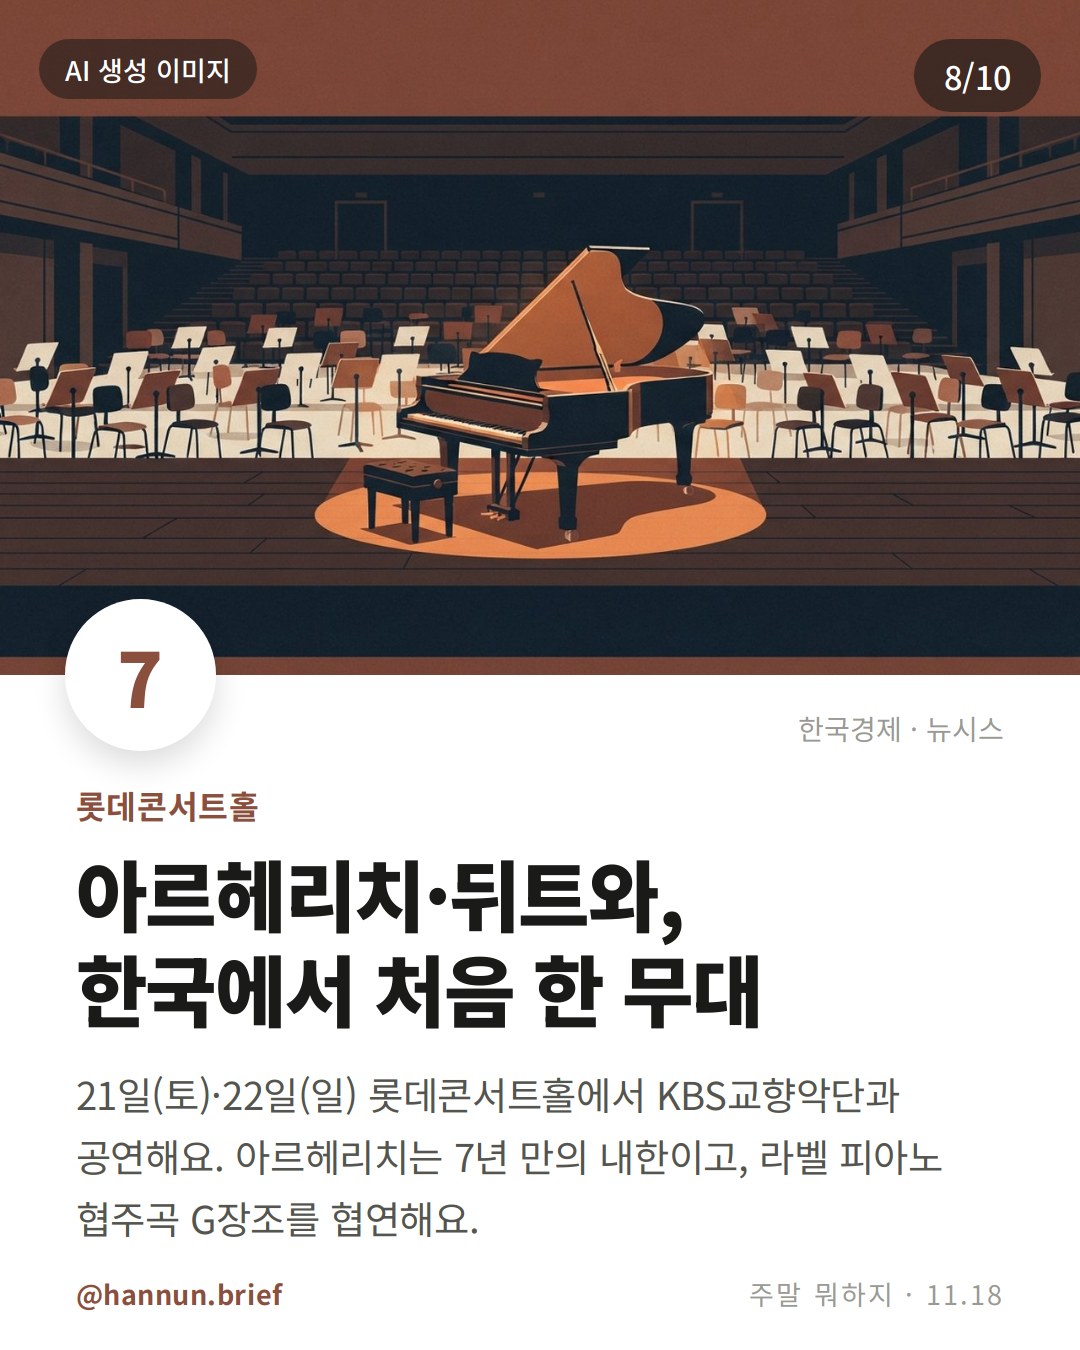 AI 생성 이미지
8/10
7
한국경제 · 뉴시스
롯데콘서트홀
아르헤리치·뒤트와,
한국에서 처음 한 무대
21일(토)·22일(일) 롯데콘서트홀에서 KBS교향악단과
공연해요. 아르헤리치는 7년 만의 내한이고, 라벨 피아노
협주곡 G장조를 협연해요.
@hannun.brief
주말 뭐하지 · 11.18